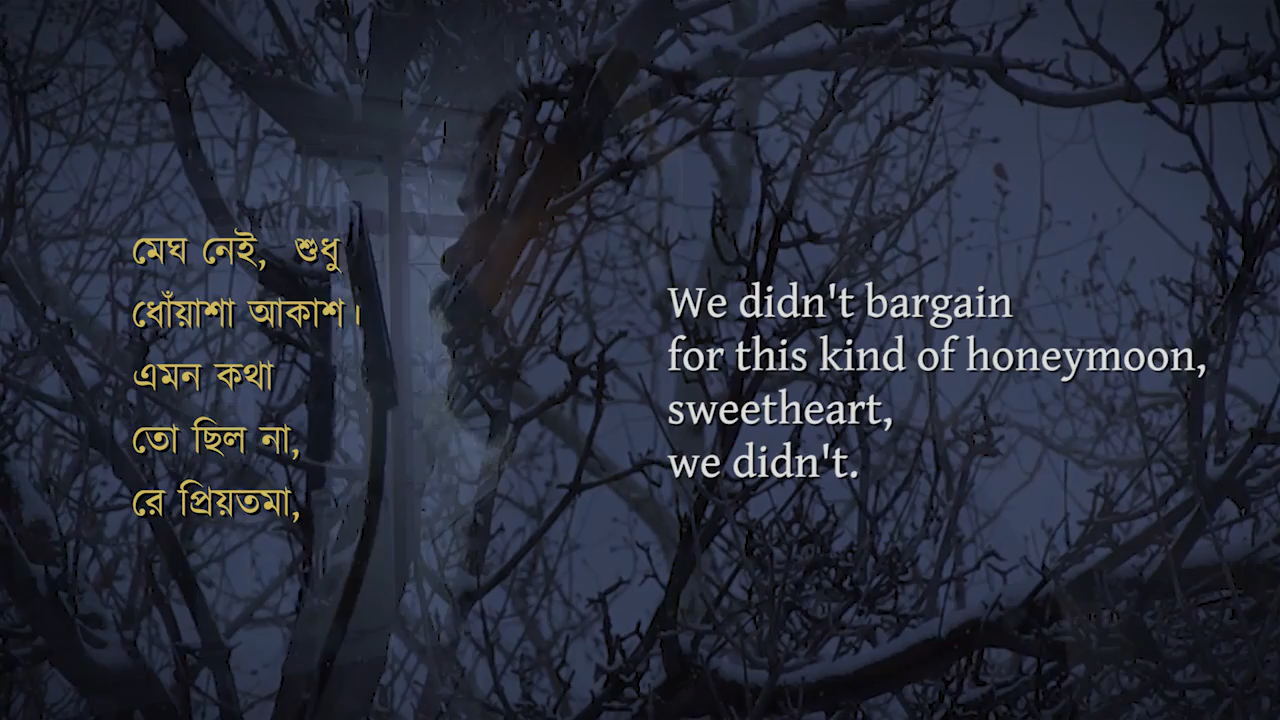 মেঘ নেই, শুধু
ধোঁয়াশা আকাশ।
এমন কথা
তো ছিল না,
রে প্রিয়তমা,
We didn't bargain
for this kind of honeymoon,
sweetheart,
we didn't.